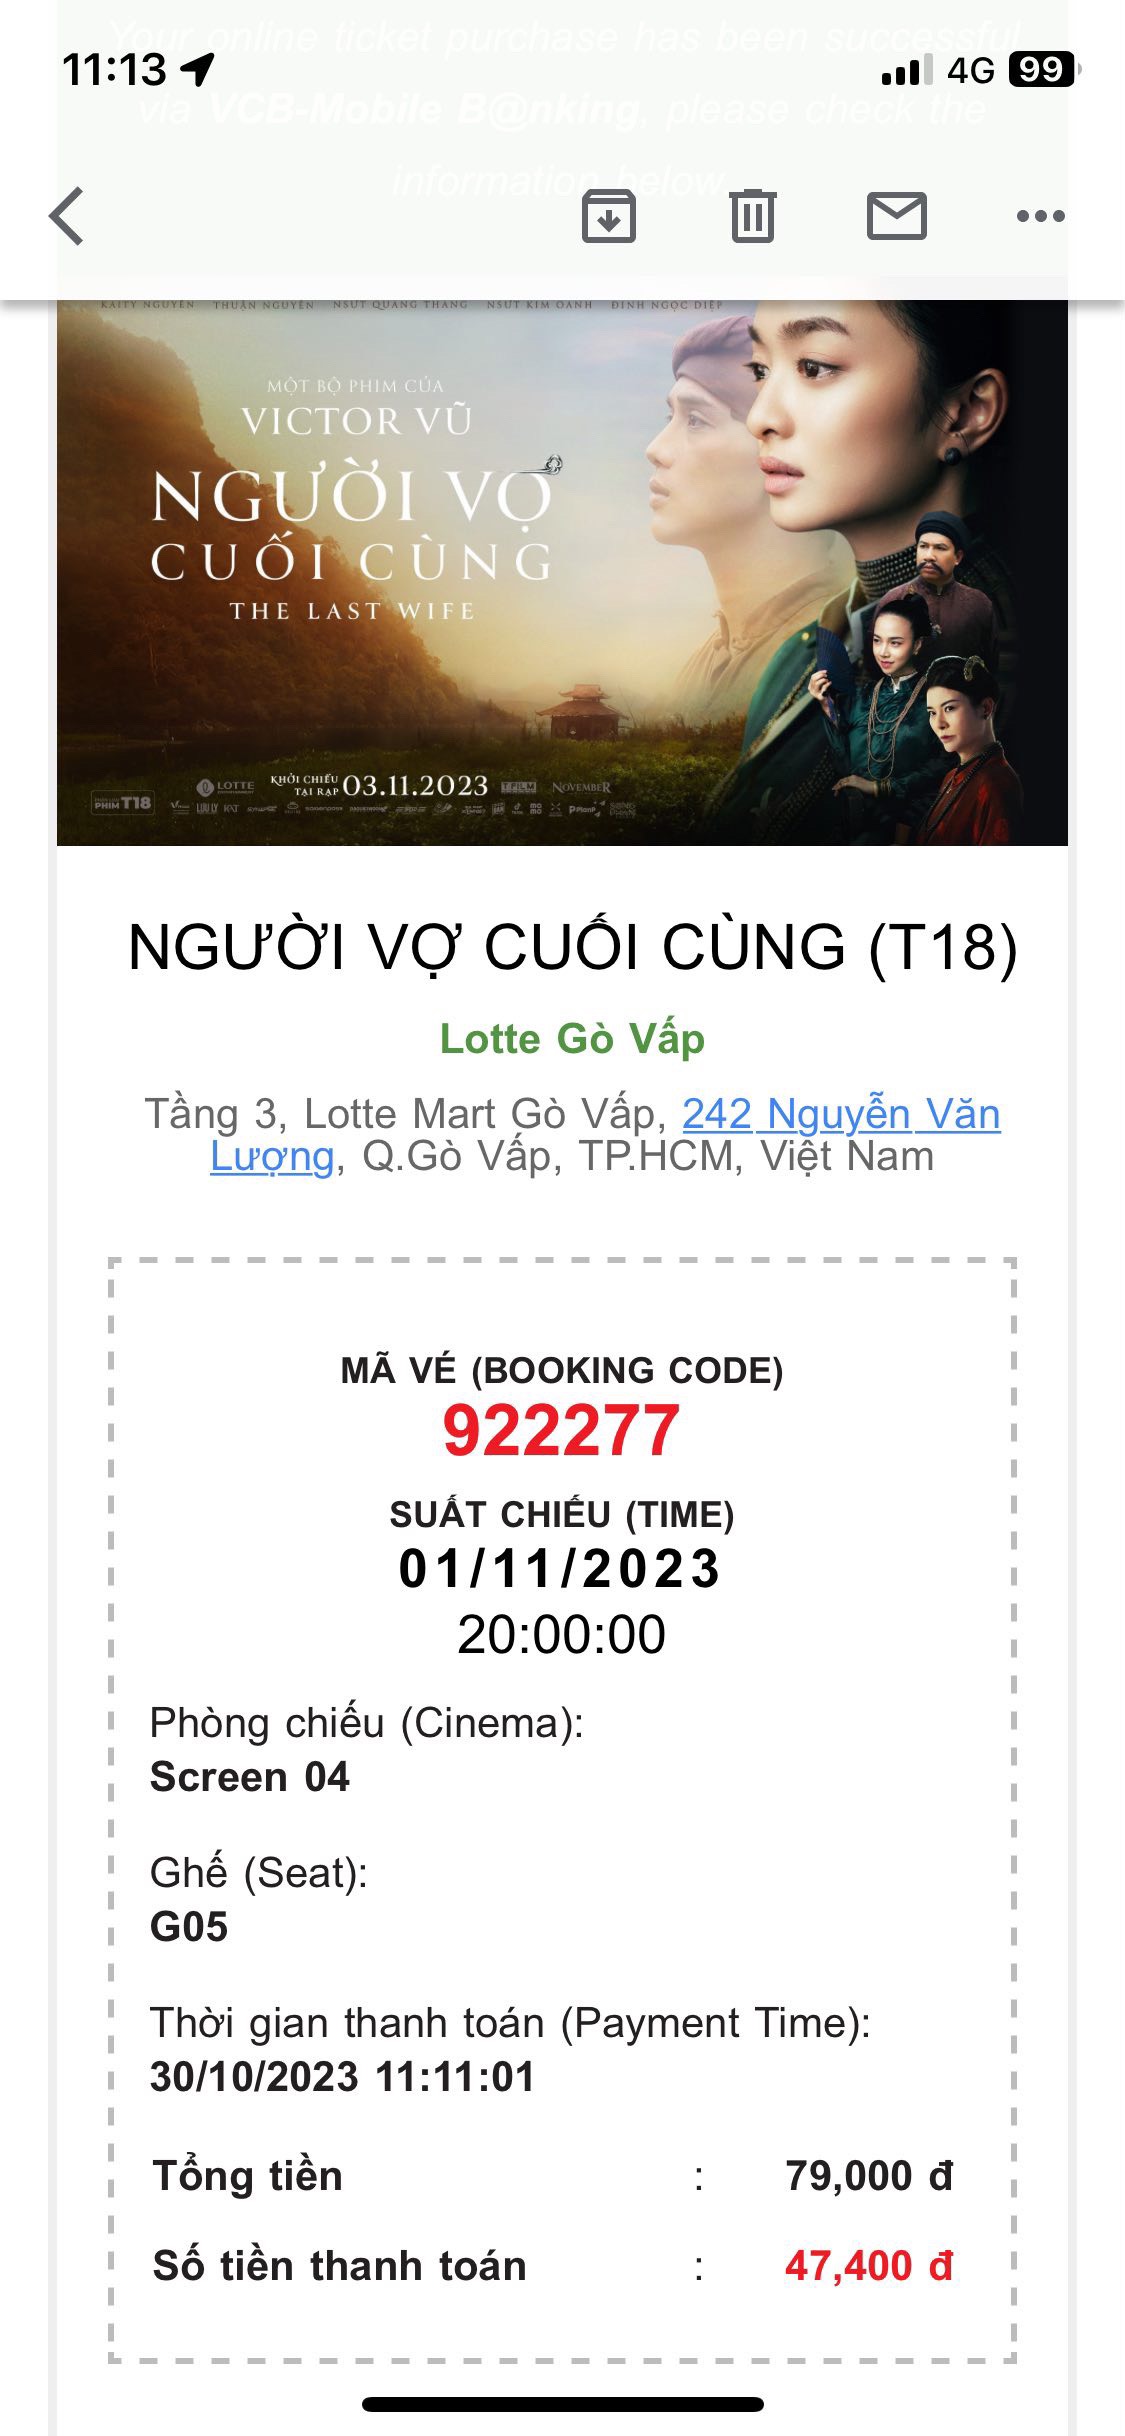 Your online ticket purchase has been successful
11:13
4G 99
via VCB-Mobile B@nking, please check the
information below.
KAITY NGUYỄN THUẬN NGUYỄN NSƯT QUANG THẮNG NSƯT KIM OANH ĐINH NGỌC DIỆP
MỘT BỘ PHIM CỦA
VICTOR VŨ
NGƯỜI VỢ
CUỐI CÙNG
THE LAST WIFE
LOTTE
KHỞI CHIẾU
TẠI RẠP 03.11.2023
NOVEMBER
PHIM T18
NGƯỜI VỢ CUỐI CÙNG (T18)
Lotte Gò Vấp
Tầng 3, Lotte Mart Gò Vấp, 242 Nguyễn Văn
Lượng, Q.Gò Vấp, TP.HCM, Việt Nam
MÃ VÉ (BOOKING CODE)
922277
SUẤT CHIẾU (TIME)
01/11/2023
20:00:00
Phòng chiếu (Cinema):
Screen 04
Ghế (Seat):
G05
Thời gian thanh toán (Payment Time):
30/10/2023 11:11:01
Tổng tiền : 79,000 đ
Số tiền thanh toán : 47,400 đ